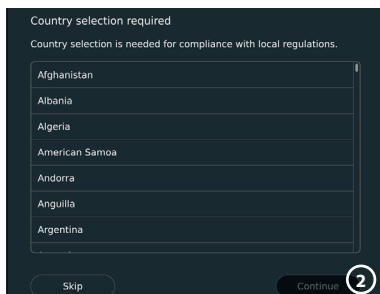 Country selection required
Country selection is needed for compliance with local regulations.
Afghanistan
Albania
Algeria
American Samoa
Andorra
Anguilla
Argentina
Skip
Continue
2